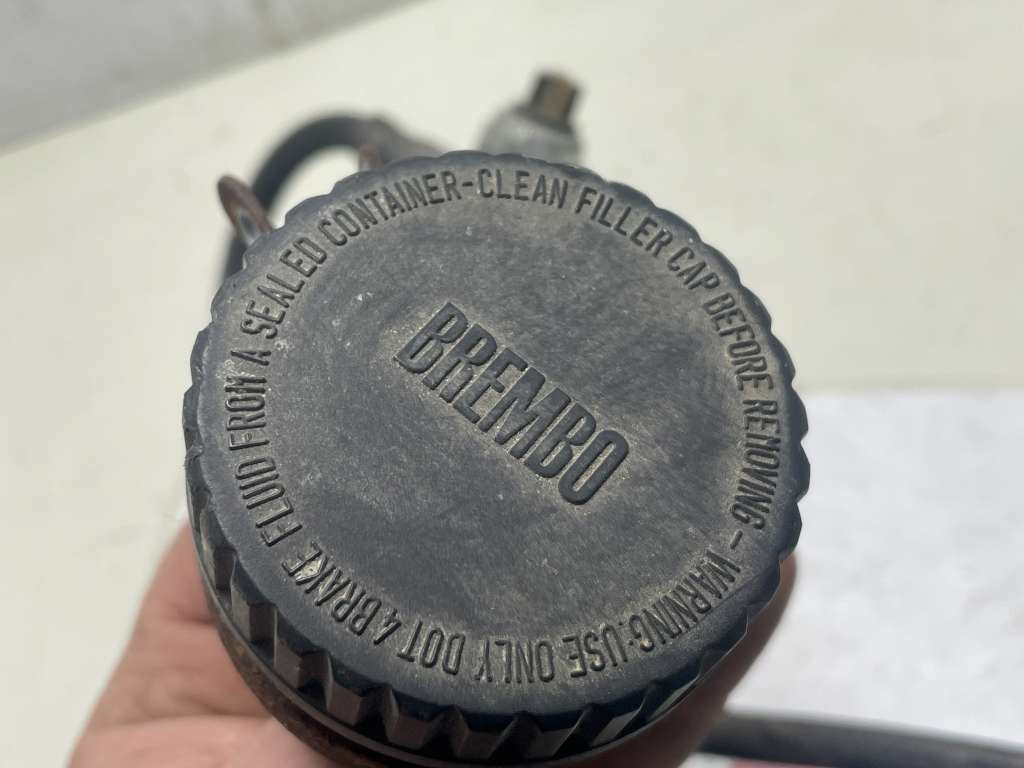 BREMBO
WARNING: USE ONLY DOT 4 BRAKE FLUID FROM A SEALED CONTAINER-CLEAN FILLER CAP BEFORE REMOVING -